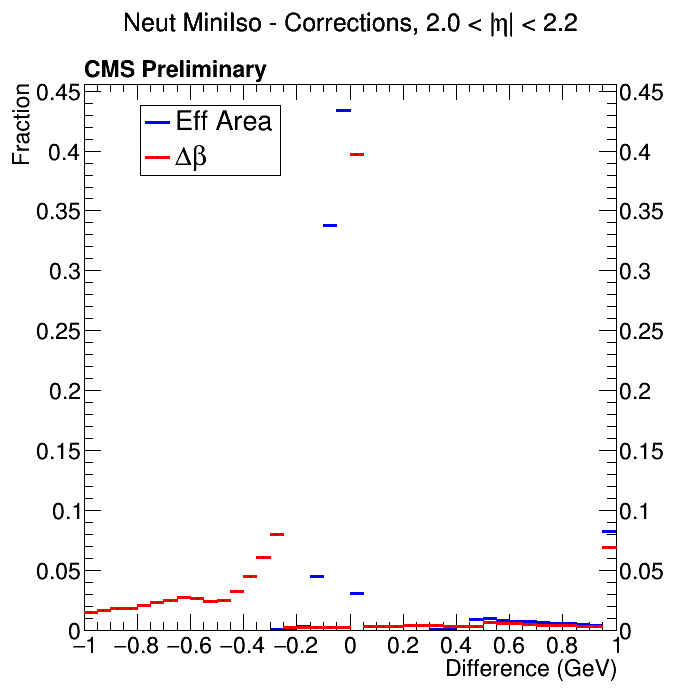 Neut MiniIso - Corrections, 2.0 < |η| < 2.2
CMS Preliminary
Fraction
Eff Area
Δβ
0.45
0.4
0.35
0.3
0.25
0.2
0.15
0.1
0.05
0
0.45
0.4
0.35
0.3
0.25
0.2
0.15
0.1
0.05
0
−1 −0.8 −0.6 −0.4 −0.2 0 0.2 0.4 0.6 0.8 1
Difference (GeV)